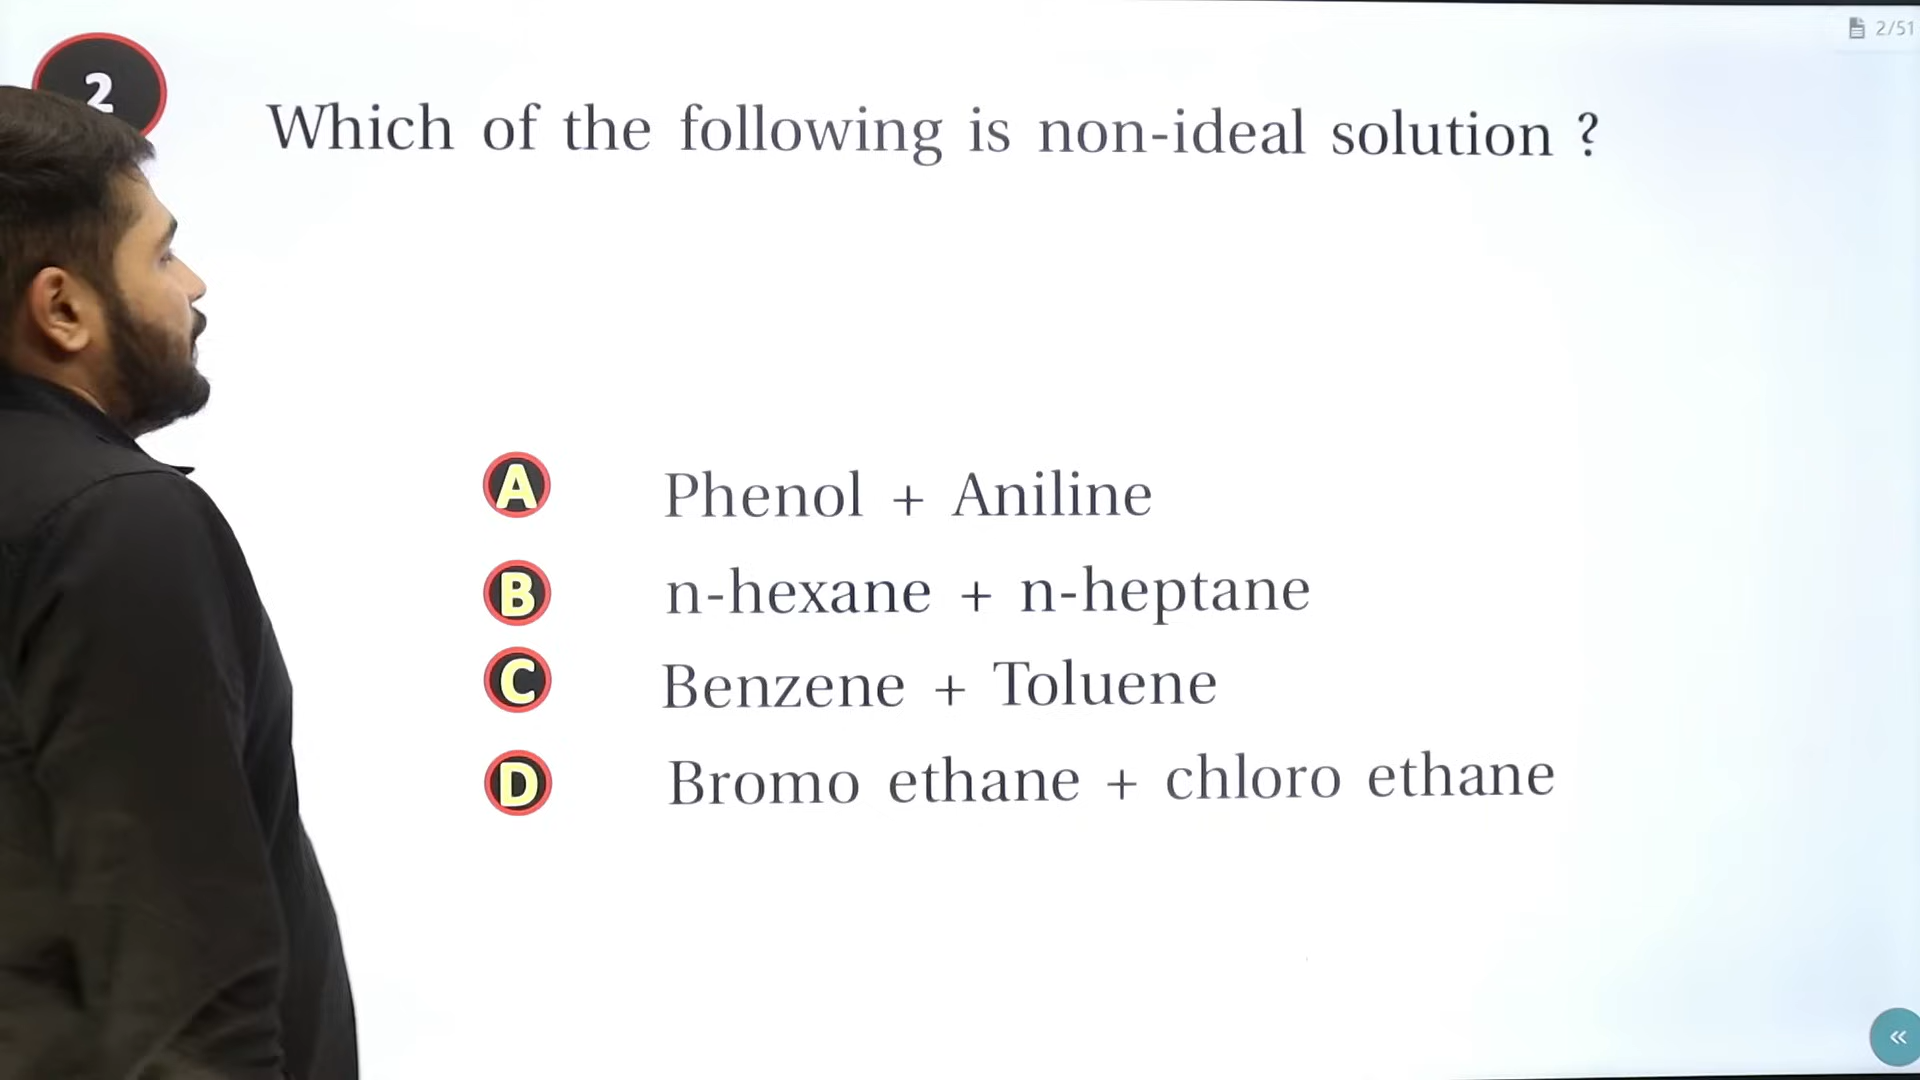 2/51
2
Which of the following is non-ideal solution ?
A Phenol + Aniline
B n-hexane + n-heptane
C Benzene + Toluene
D Bromo ethane + chloro ethane
«